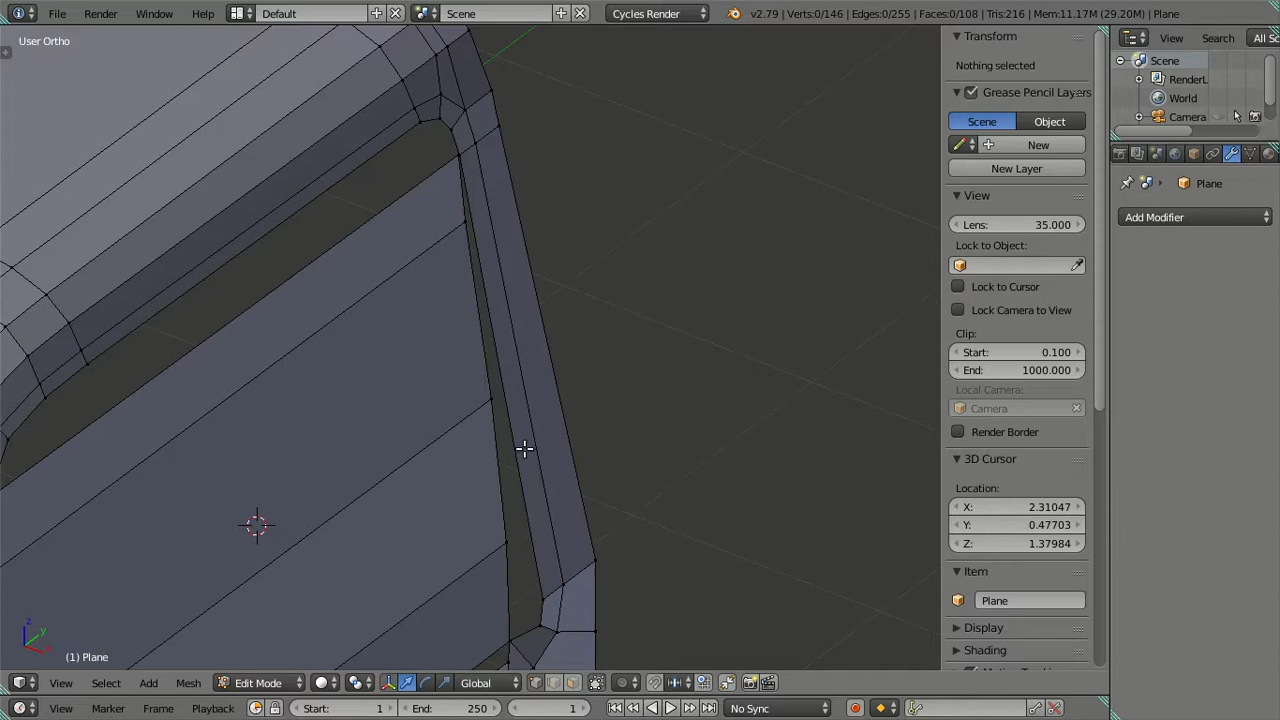 File Render Window Help Default Scene Cycles Render v2.79 | Verts:0/146 | Edges:0/255 | Faces:0/108 | Tris:216 | Mem:11.17M (29.20M) | Plane
User Ortho
Transform
Nothing selected
Grease Pencil Layers
Scene Object
New
New Layer
View
Lens: 35.000
Lock to Object:
Lock to Cursor
Lock Camera to View
Clip:
Start: 0.100
End: 1000.000
Local Camera:
Camera
Render Border
3D Cursor
Location:
X: 2.31047
Y: 0.47703
Z: 1.37984
Item
Plane
Display
Shading
View Search All Sc
Scene
RenderL
World
Camera
Plane
Add Modifier
z
y
x
(1) Plane
View Select Add Mesh Edit Mode Global
View Marker Frame Playback Start: 1 End: 250 1 No Sync